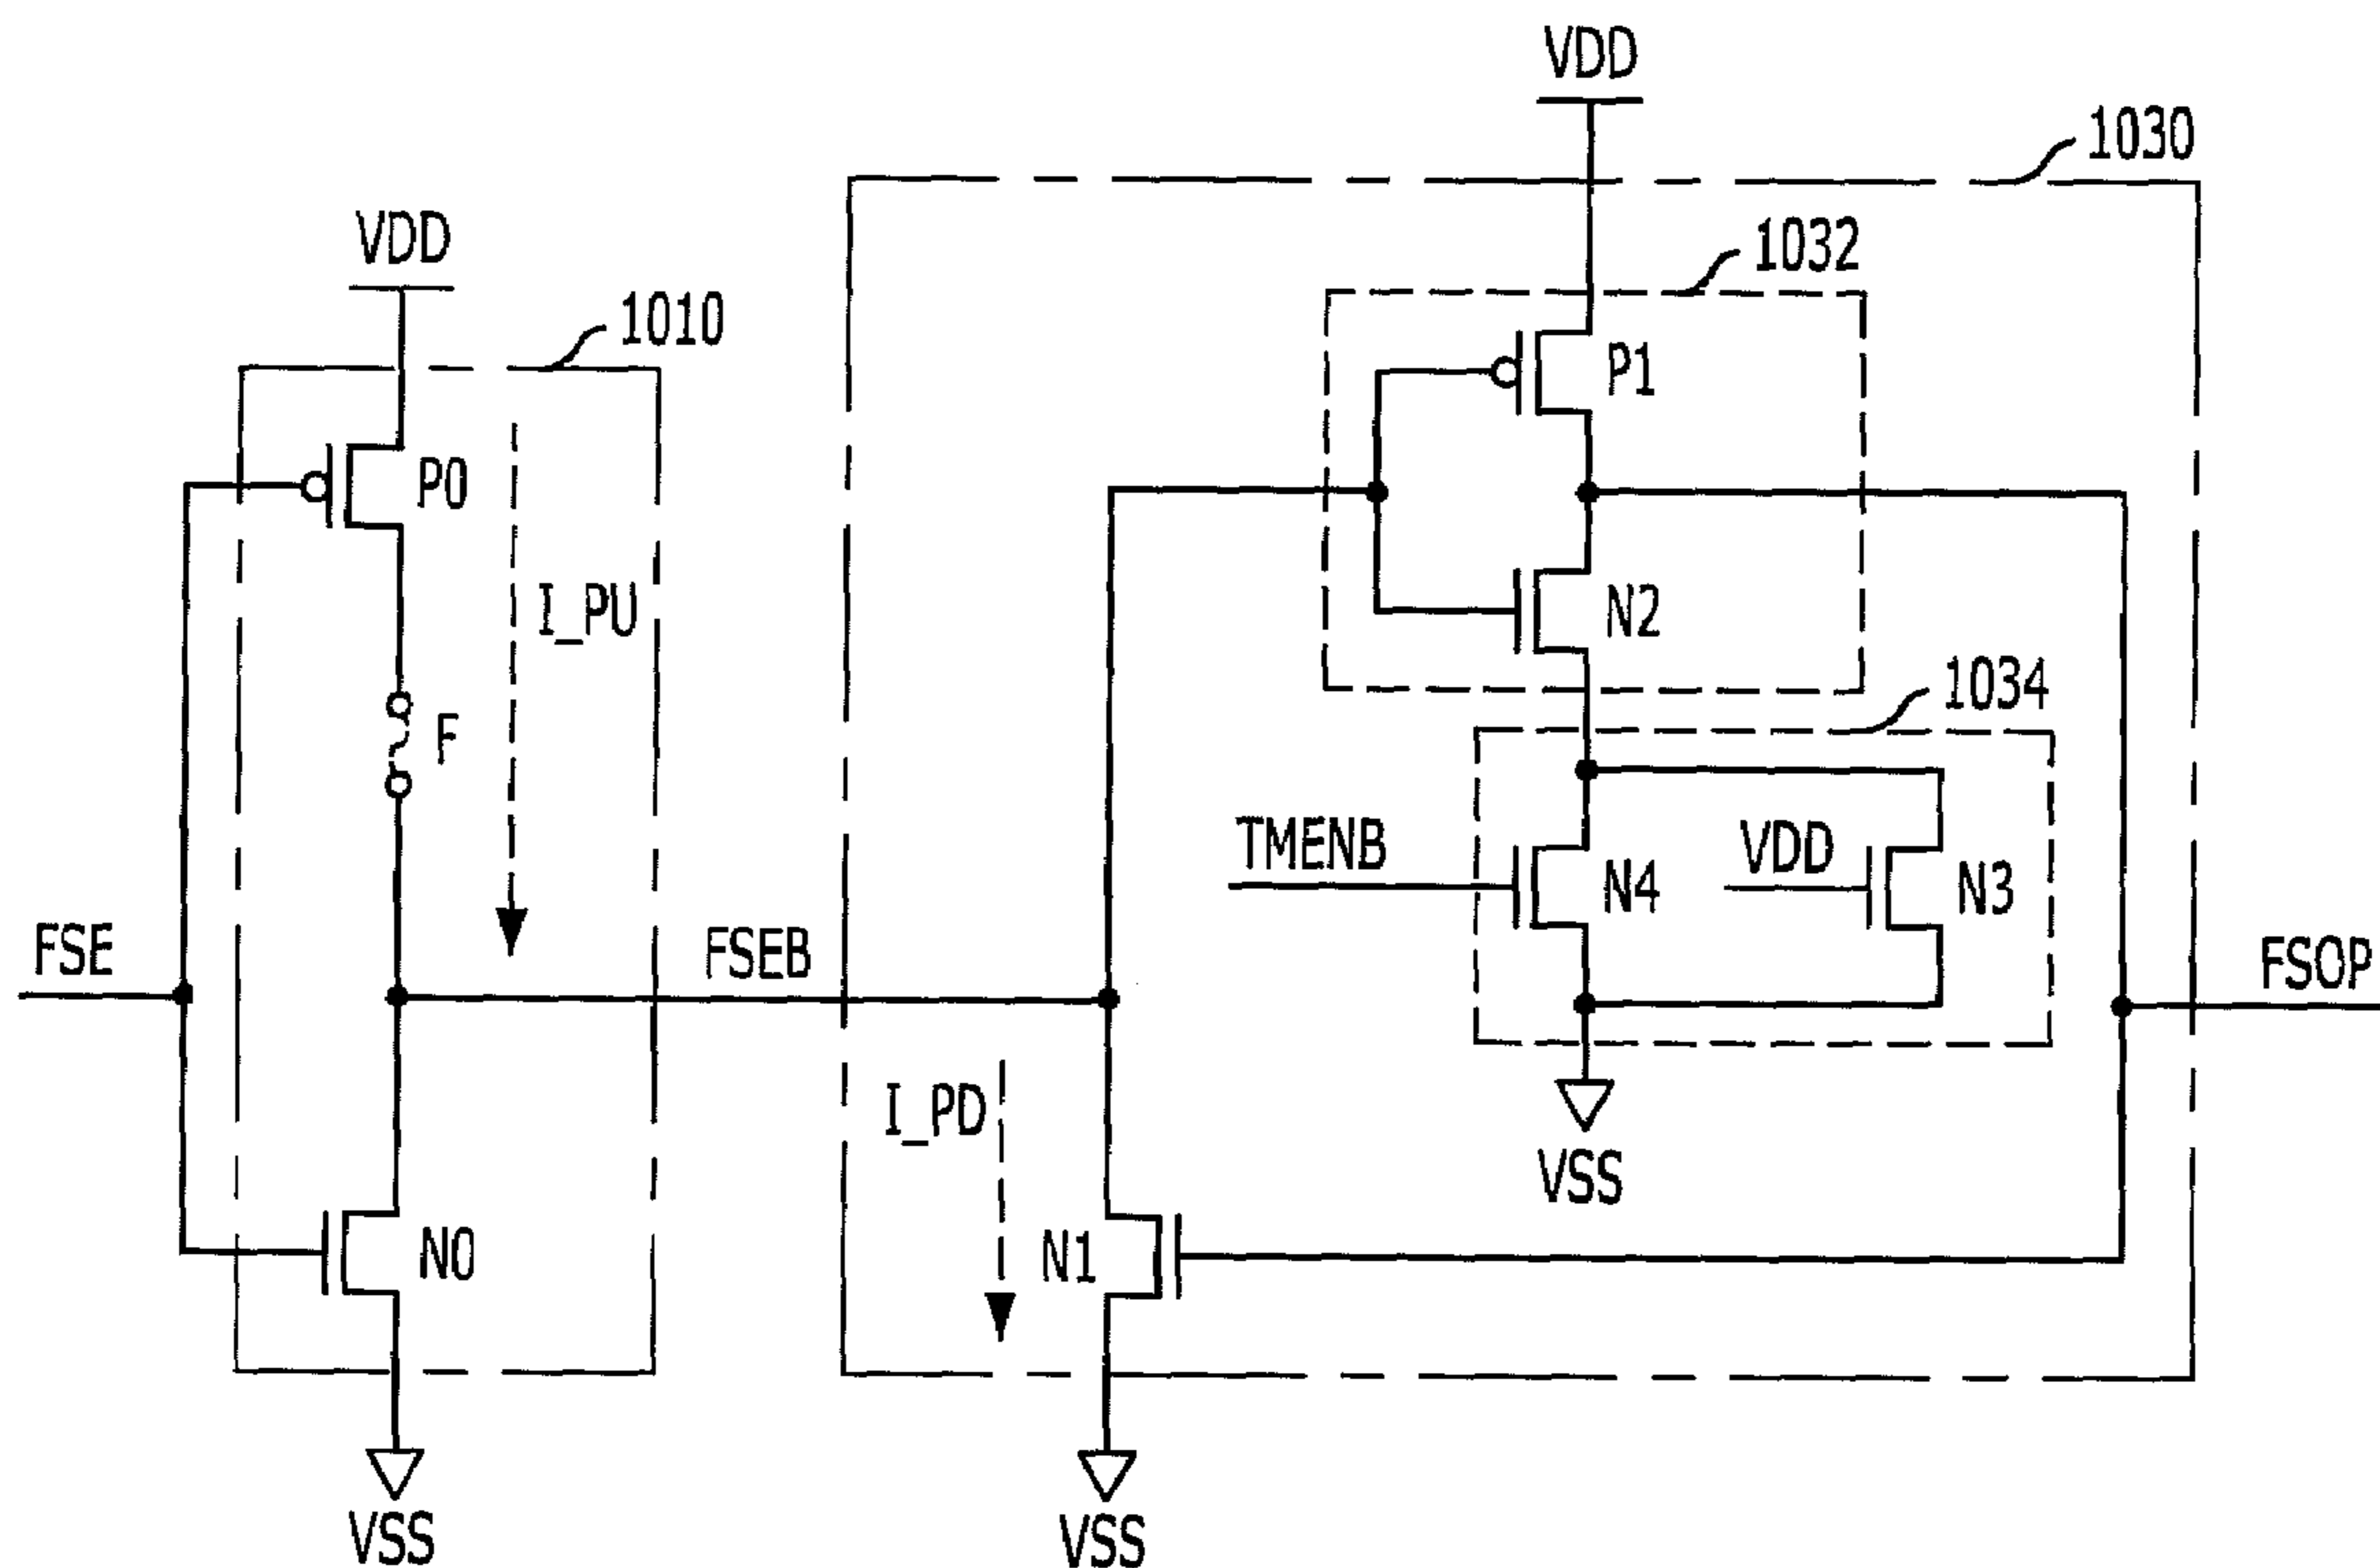 VDD
1030
VDD
1032
1010
P1
P0
I_PU
N2
1034
F
TMENB
VDD
N4
N3
FSE
FSEB
FSOP
I_PD
VSS
N0
N1
VSS
VSS